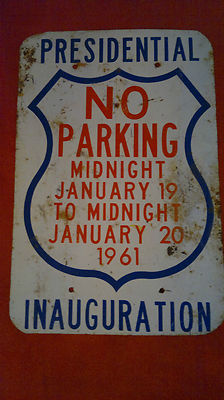 PRESIDENTIAL
NO
PARKING
MIDNIGHT
JANUARY 19
TO MIDNIGHT
JANUARY 20
1961
INAUGURATION